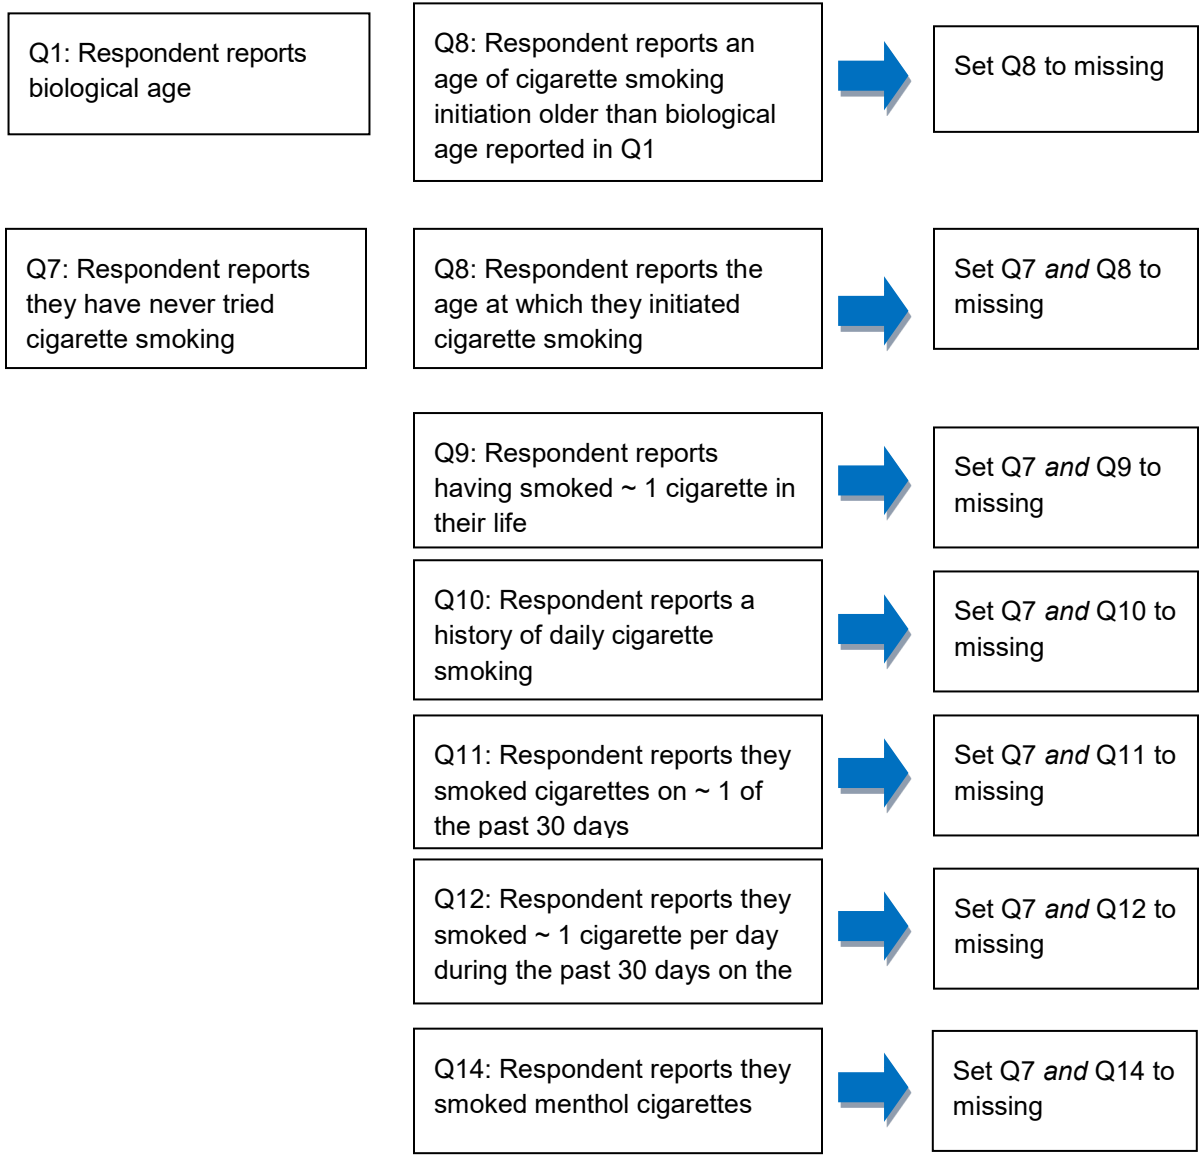 Q1: Respondent reports
biological age
Q8: Respondent reports an
age of cigarette smoking
initiation older than biological
age reported in Q1
Set Q8 to missing
Q7: Respondent reports
they have never tried
cigarette smoking
Q8: Respondent reports the
age at which they initiated
cigarette smoking
Set Q7 and Q8 to
missing
Q9: Respondent reports
having smoked ~ 1 cigarette in
their life
Set Q7 and Q9 to
missing
Q10: Respondent reports a
history of daily cigarette
smoking
Set Q7 and Q10 to
missing
Q11: Respondent reports they
smoked cigarettes on ~ 1 of
the past 30 days
Set Q7 and Q11 to
missing
Q12: Respondent reports they
smoked ~ 1 cigarette per day
during the past 30 days on the
Set Q7 and Q12 to
missing
Q14: Respondent reports they
smoked menthol cigarettes
Set Q7 and Q14 to
missing